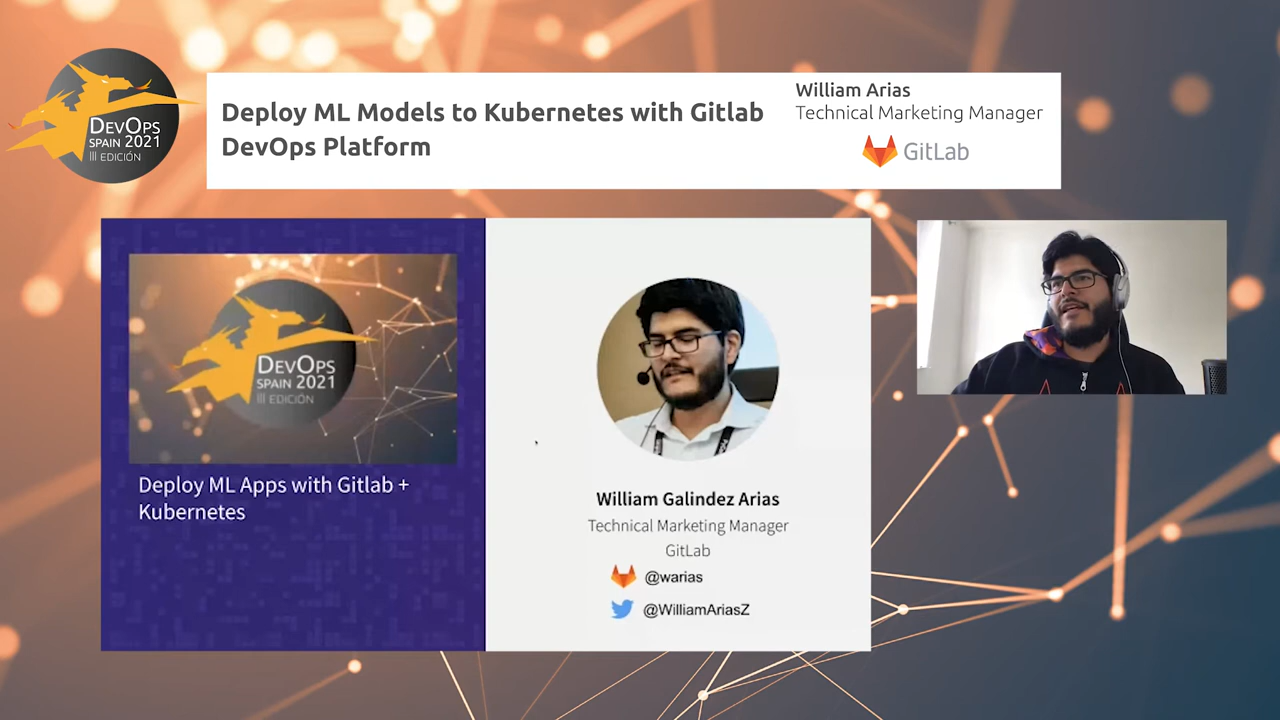 DevOps
SPAIN 2021
III EDICIÓN
Deploy ML Models to Kubernetes with Gitlab
DevOps Platform
William Arias
Technical Marketing Manager
GitLab
DevOps
SPAIN 2021
III EDICIÓN
Deploy ML Apps with Gitlab +
Kubernetes
William Galindez Arias
Technical Marketing Manager
GitLab
@warias
@WilliamAriasZ